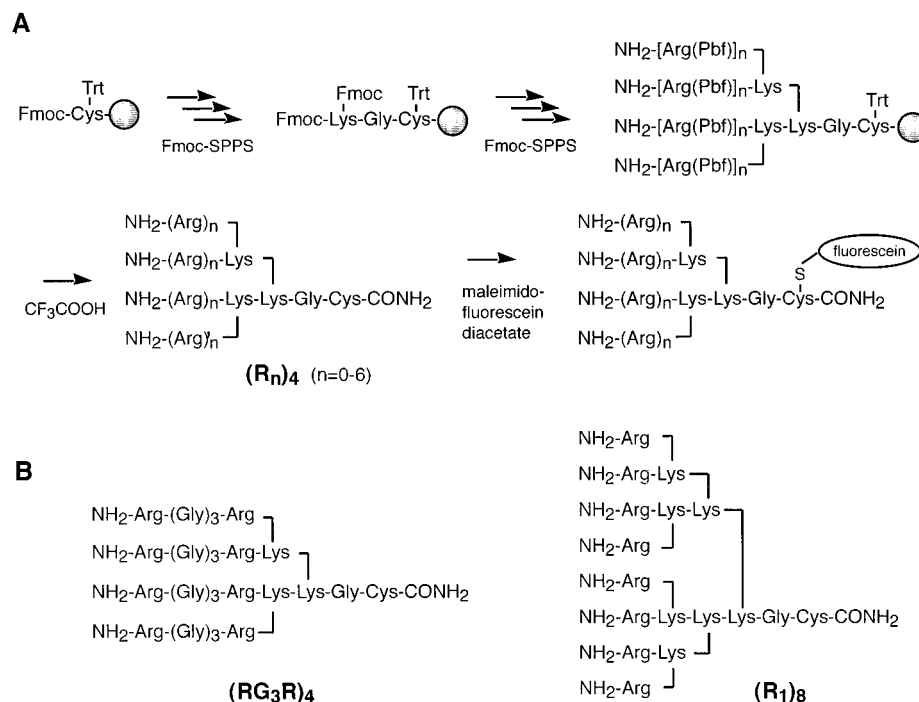 A
NH2-[Arg(Pbf)]n
Trt
Fmoc-Cys-
Fmoc-SPPS
Fmoc
Trt
Fmoc-Lys-Gly-Cys-
Fmoc-SPPS
NH2-[Arg(Pbf)]n-Lys
Trt
NH2-[Arg(Pbf)]n-Lys-Lys-Gly-Cys-
NH2-[Arg(Pbf)]n
CF3COOH
NH2-(Arg)n
NH2-(Arg)n-Lys
NH2-(Arg)n-Lys-Lys-Gly-Cys-CONH2
NH2-(Arg)n
(Rn)4 (n=0-6)
maleimido-
fluorescein
diacetate
NH2-(Arg)n
fluorescein
NH2-(Arg)n-Lys
S
NH2-(Arg)n-Lys-Lys-Gly-Cys-CONH2
NH2-(Arg)n
B
NH2-Arg-(Gly)3-Arg
NH2-Arg-(Gly)3-Arg-Lys
NH2-Arg-(Gly)3-Arg-Lys-Lys-Gly-Cys-CONH2
NH2-Arg-(Gly)3-Arg
(RG3R)4
NH2-Arg
NH2-Arg-Lys
NH2-Arg-Lys-Lys
NH2-Arg
NH2-Arg
NH2-Arg-Lys-Lys-Lys-Gly-Cys-CONH2
NH2-Arg-Lys
NH2-Arg
(R1)8